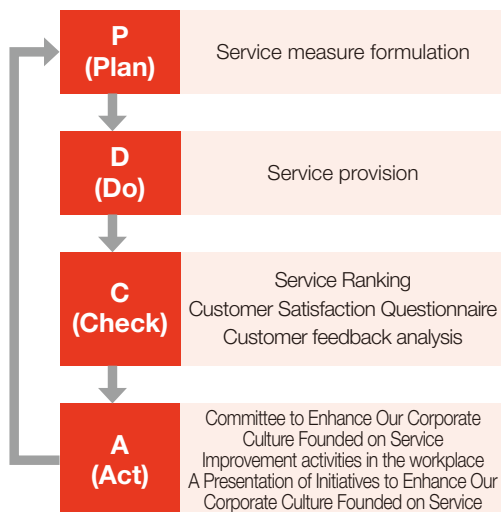 P
(Plan)
Service measure formulation
D
(Do)
Service provision
C
(Check)
Service Ranking
Customer Satisfaction Questionnaire
Customer feedback analysis
A
(Act)
Committee to Enhance Our Corporate
Culture Founded on Service
Improvement activities in the workplace
A Presentation of Initiatives to Enhance Our
Corporate Culture Founded on Service